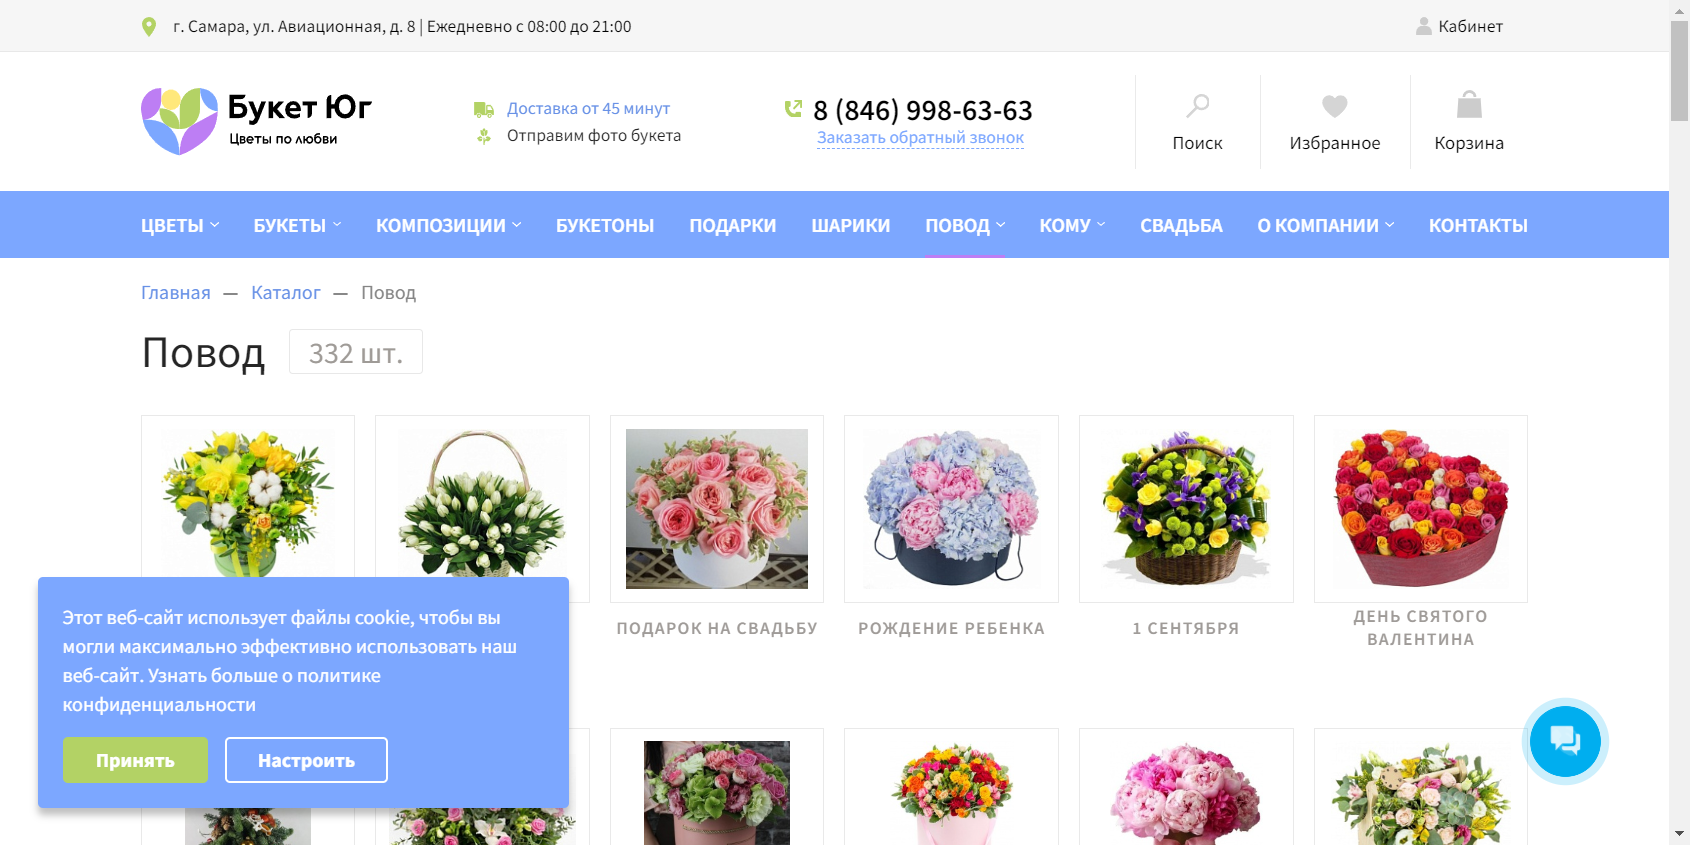 г. Самара, ул. Авиационная, д. 8 | Ежедневно с 08:00 до 21:00
Кабинет
Букет Юг
Цветы по любви
Доставка от 45 минут
Отправим фото букета
8 (846) 998-63-63
Заказать обратный звонок
Поиск
Избранное
Корзина
ЦВЕТЫ
БУКЕТЫ
КОМПОЗИЦИИ
БУКЕТОНЫ
ПОДАРКИ
ШАРИКИ
ПОВОД
КОМУ
СВАДЬБА
О КОМПАНИИ
КОНТАКТЫ
Главная — Каталог — Повод
Повод
332 шт.
ПОДАРОК НА СВАДЬБУ
РОЖДЕНИЕ РЕБЕНКА
1 СЕНТЯБРЯ
ДЕНЬ СВЯТОГО
ВАЛЕНТИНА
Этот веб-сайт использует файлы cookie, чтобы вы
могли максимально эффективно использовать наш
веб-сайт. Узнать больше о политике
конфиденциальности
Принять
Настроить